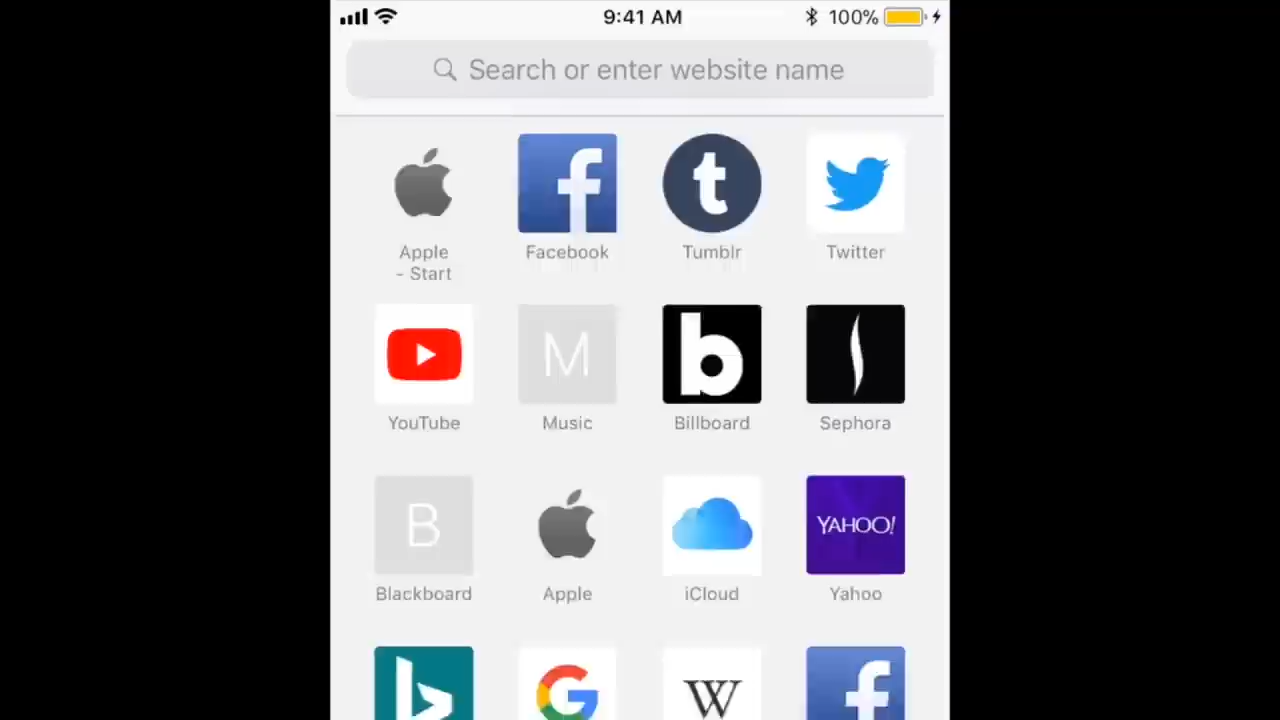 9:41 AM 100%
Search or enter website name
f t
Apple - Start Facebook Tumblr Twitter
M b
YouTube Music Billboard Sephora
B YAHOO!
Blackboard Apple iCloud Yahoo
b G W f